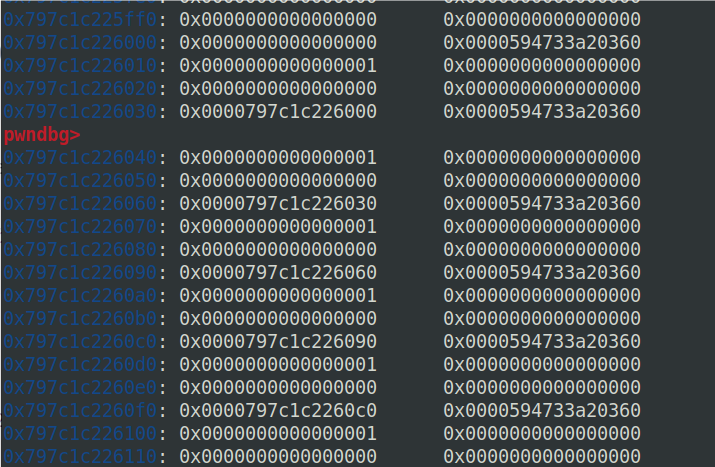 0x797c1c225ff0: 0x0000000000000000 0x0000000000000000
0x797c1c226000: 0x0000000000000000 0x0000594733a20360
0x797c1c226010: 0x0000000000000001 0x0000000000000000
0x797c1c226020: 0x0000000000000000 0x0000000000000000
0x797c1c226030: 0x0000797c1c226000 0x0000594733a20360
pwndbg>
0x797c1c226040: 0x0000000000000001 0x0000000000000000
0x797c1c226050: 0x0000000000000000 0x0000000000000000
0x797c1c226060: 0x0000797c1c226030 0x0000594733a20360
0x797c1c226070: 0x0000000000000001 0x0000000000000000
0x797c1c226080: 0x0000000000000000 0x0000000000000000
0x797c1c226090: 0x0000797c1c226060 0x0000594733a20360
0x797c1c2260a0: 0x0000000000000001 0x0000000000000000
0x797c1c2260b0: 0x0000000000000000 0x0000000000000000
0x797c1c2260c0: 0x0000797c1c226090 0x0000594733a20360
0x797c1c2260d0: 0x0000000000000001 0x0000000000000000
0x797c1c2260e0: 0x0000000000000000 0x0000000000000000
0x797c1c2260f0: 0x0000797c1c2260c0 0x0000594733a20360
0x797c1c226100: 0x0000000000000001 0x0000000000000000
0x797c1c226110: 0x0000000000000000 0x0000000000000000